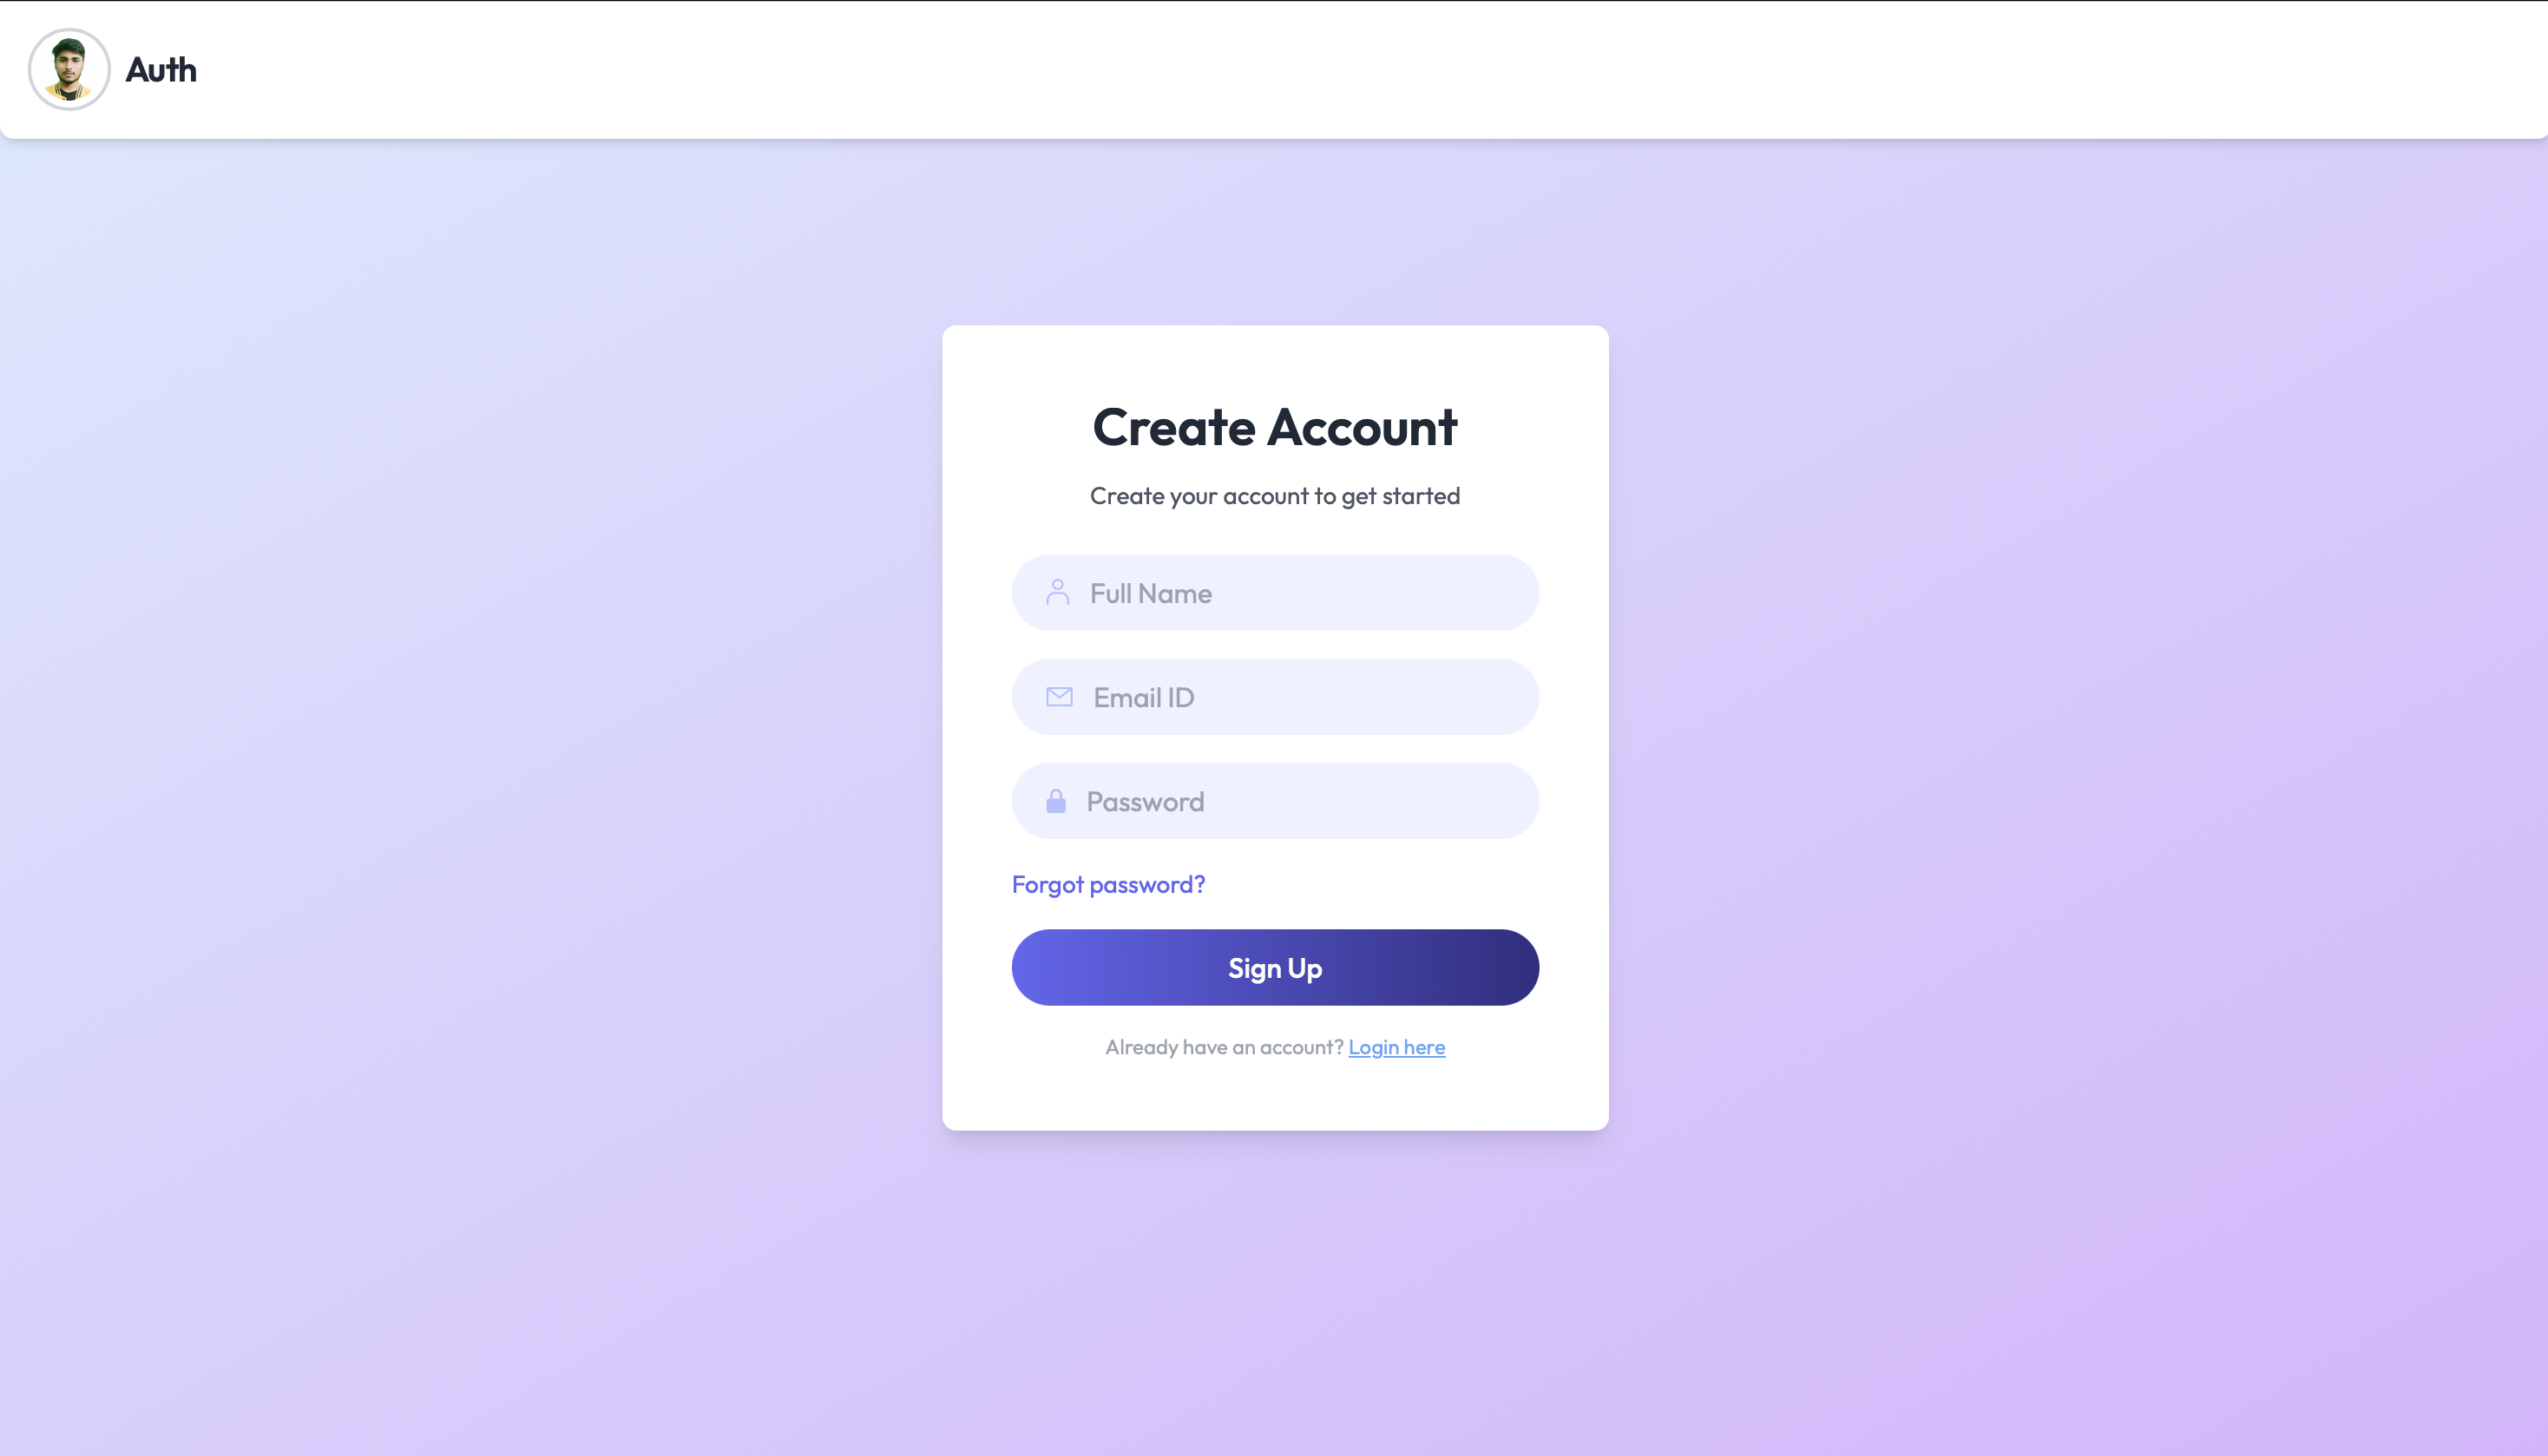 Auth
Create Account
Create your account to get started
Full Name
Email ID
Password
Forgot password?
Sign Up
Already have an account? Login here